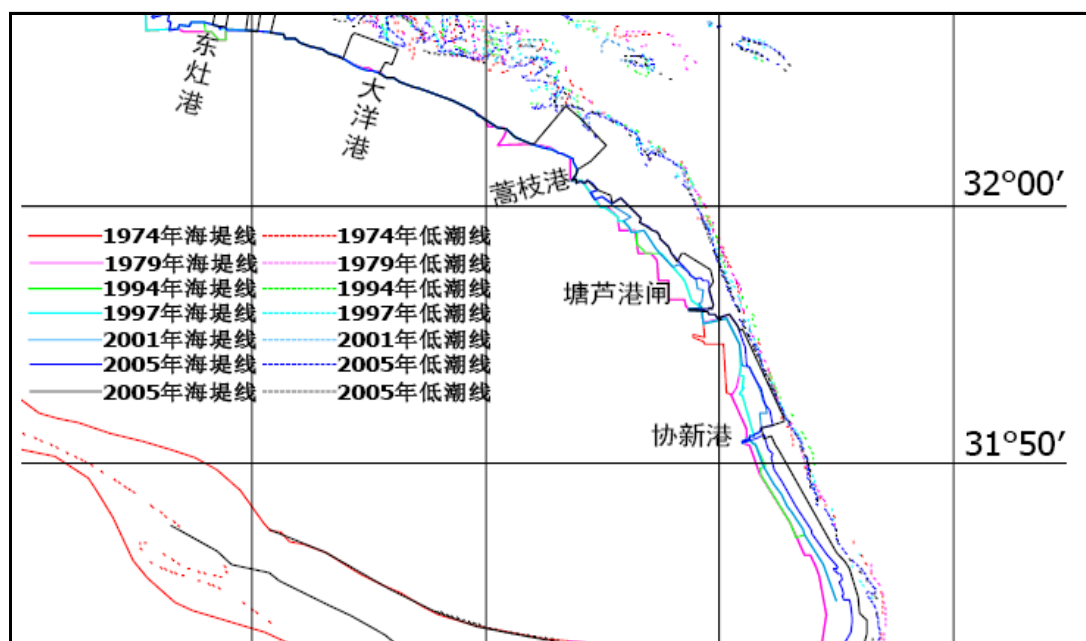 东灶港
大洋港
蒿枝港
32°00′
1974年海堤线 1974年低潮线
1979年海堤线 1979年低潮线
1994年海堤线 1994年低潮线
塘芦港闸
1997年海堤线 1997年低潮线
2001年海堤线 2001年低潮线
2005年海堤线 2005年低潮线
2005年海堤线 2005年低潮线
协新港
31°50′